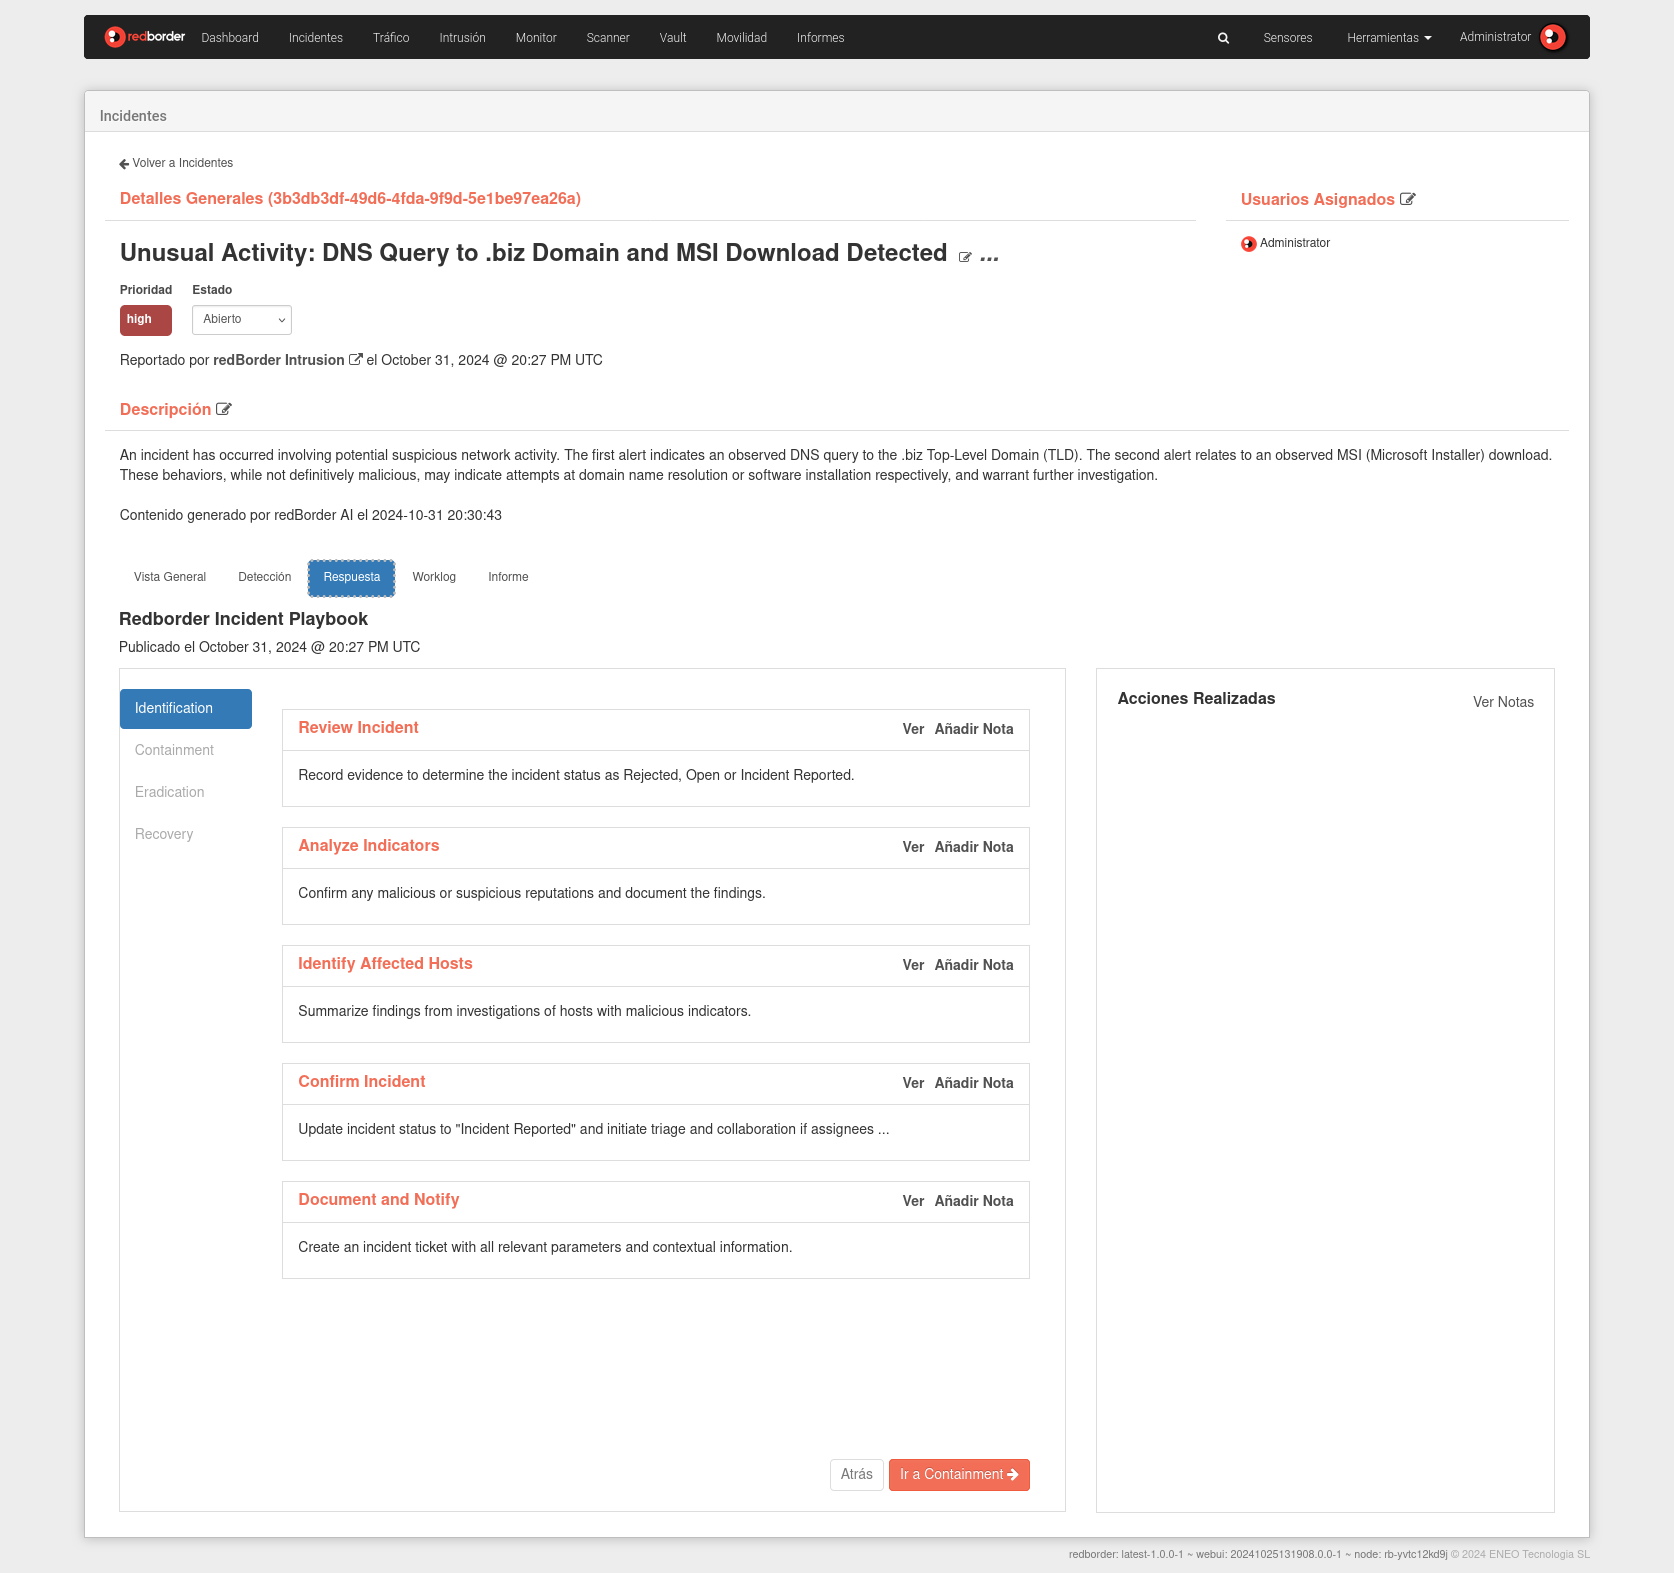 redborder Dashboard Incidentes Tráfico Intrusión Monitor Scanner Vault Movilidad Informes Sensores Herramientas Administrator
Incidentes
Volver a Incidentes
Detalles Generales (3b3db3df-49d6-4fda-9f9d-5e1be97ea26a)
Usuarios Asignados
Unusual Activity: DNS Query to .biz Domain and MSI Download Detected ...
Administrator
Prioridad Estado
high Abierto
Reportado por redBorder Intrusion el October 31, 2024 @ 20:27 PM UTC
Descripción
An incident has occurred involving potential suspicious network activity. The first alert indicates an observed DNS query to the .biz Top-Level Domain (TLD). The second alert relates to an observed MSI (Microsoft Installer) download.
These behaviors, while not definitively malicious, may indicate attempts at domain name resolution or software installation respectively, and warrant further investigation.
Contenido generado por redBorder AI el 2024-10-31 20:30:43
Vista General Detección Respuesta Worklog Informe
Redborder Incident Playbook
Publicado el October 31, 2024 @ 20:27 PM UTC
Identification
Containment
Eradication
Recovery
Review Incident Ver Añadir Nota
Record evidence to determine the incident status as Rejected, Open or Incident Reported.
Analyze Indicators Ver Añadir Nota
Confirm any malicious or suspicious reputations and document the findings.
Identify Affected Hosts Ver Añadir Nota
Summarize findings from investigations of hosts with malicious indicators.
Confirm Incident Ver Añadir Nota
Update incident status to "Incident Reported" and initiate triage and collaboration if assignees ...
Document and Notify Ver Añadir Nota
Create an incident ticket with all relevant parameters and contextual information.
Atrás Ir a Containment
Acciones Realizadas Ver Notas
redborder: latest-1.0.0-1 ~ webui: 20241025131908.0.0-1 ~ node: rb-yvtc12kd9j © 2024 ENEO Tecnologia SL